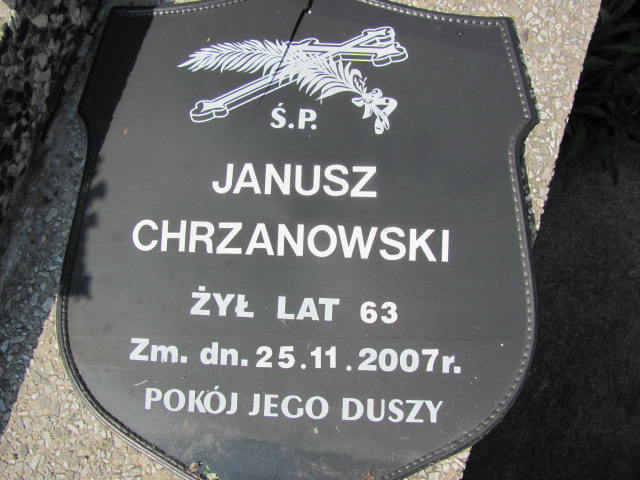 Ś.P.
JANUSZ
CHRZANOWSKI
ŻYŁ LAT 63
Zm. dn. 25.11.2007r.
POKÓJ JEGO DUSZY